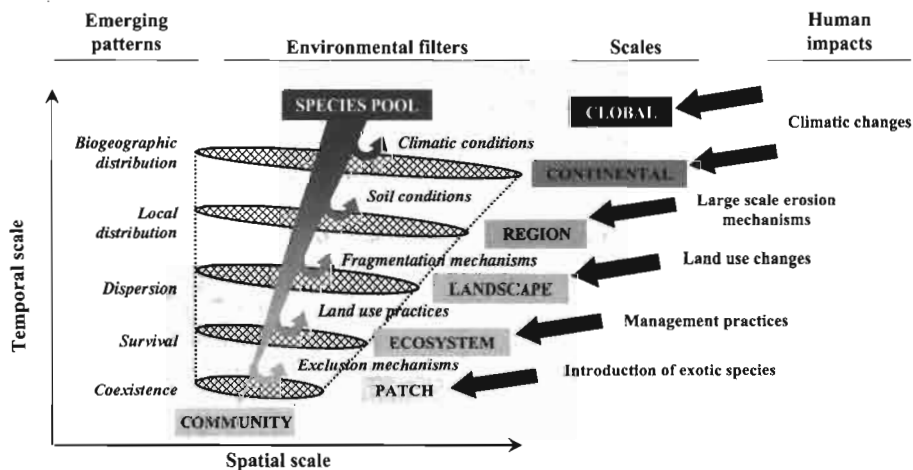 Emerging
patterns
Environmental filters
Scales
Human
impacts
SPECIES POOL
CLOBAL
Climatic changes
Biogeographic
distribution
Climatic conditions
CONTINENTAL
Soil conditions
Large scale erosion
mechanisms
Local
distribution
REGION
Fragmentation mechanisms
Land use changes
Dispersion
LANDSCAPE
Land use practices
Management practices
Survival
ECOSYSTEM
Exclusion mechanisms
Introduction of exotic species
Coexistence
PATCH
COMMUNITY
Temporal scale
Spatial scale